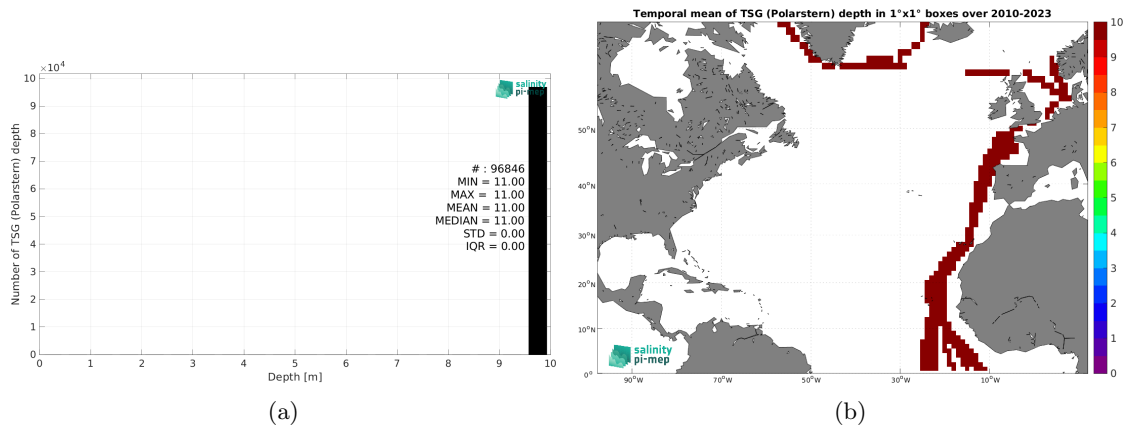 Temporal mean of TSG (Polarstern) depth in 1°x1° boxes over 2010-2023
×10⁴
10
9
8
7
6
5
4
3
2
1
0
Number of TSG (Polarstern) depth
salinity
pi-mep
# : 96846
MIN = 11.00
MAX = 11.00
MEAN = 11.00
MEDIAN = 11.00
STD = 0.00
IQR = 0.00
0 1 2 3 4 5 6 7 8 9 10
Depth [m]
(a)
50°N
40°N
30°N
20°N
10°N
0°
90°W 70°W 50°W 30°W 10°W
salinity
pi-mep
10
9
8
7
6
5
4
3
2
1
0
(b)